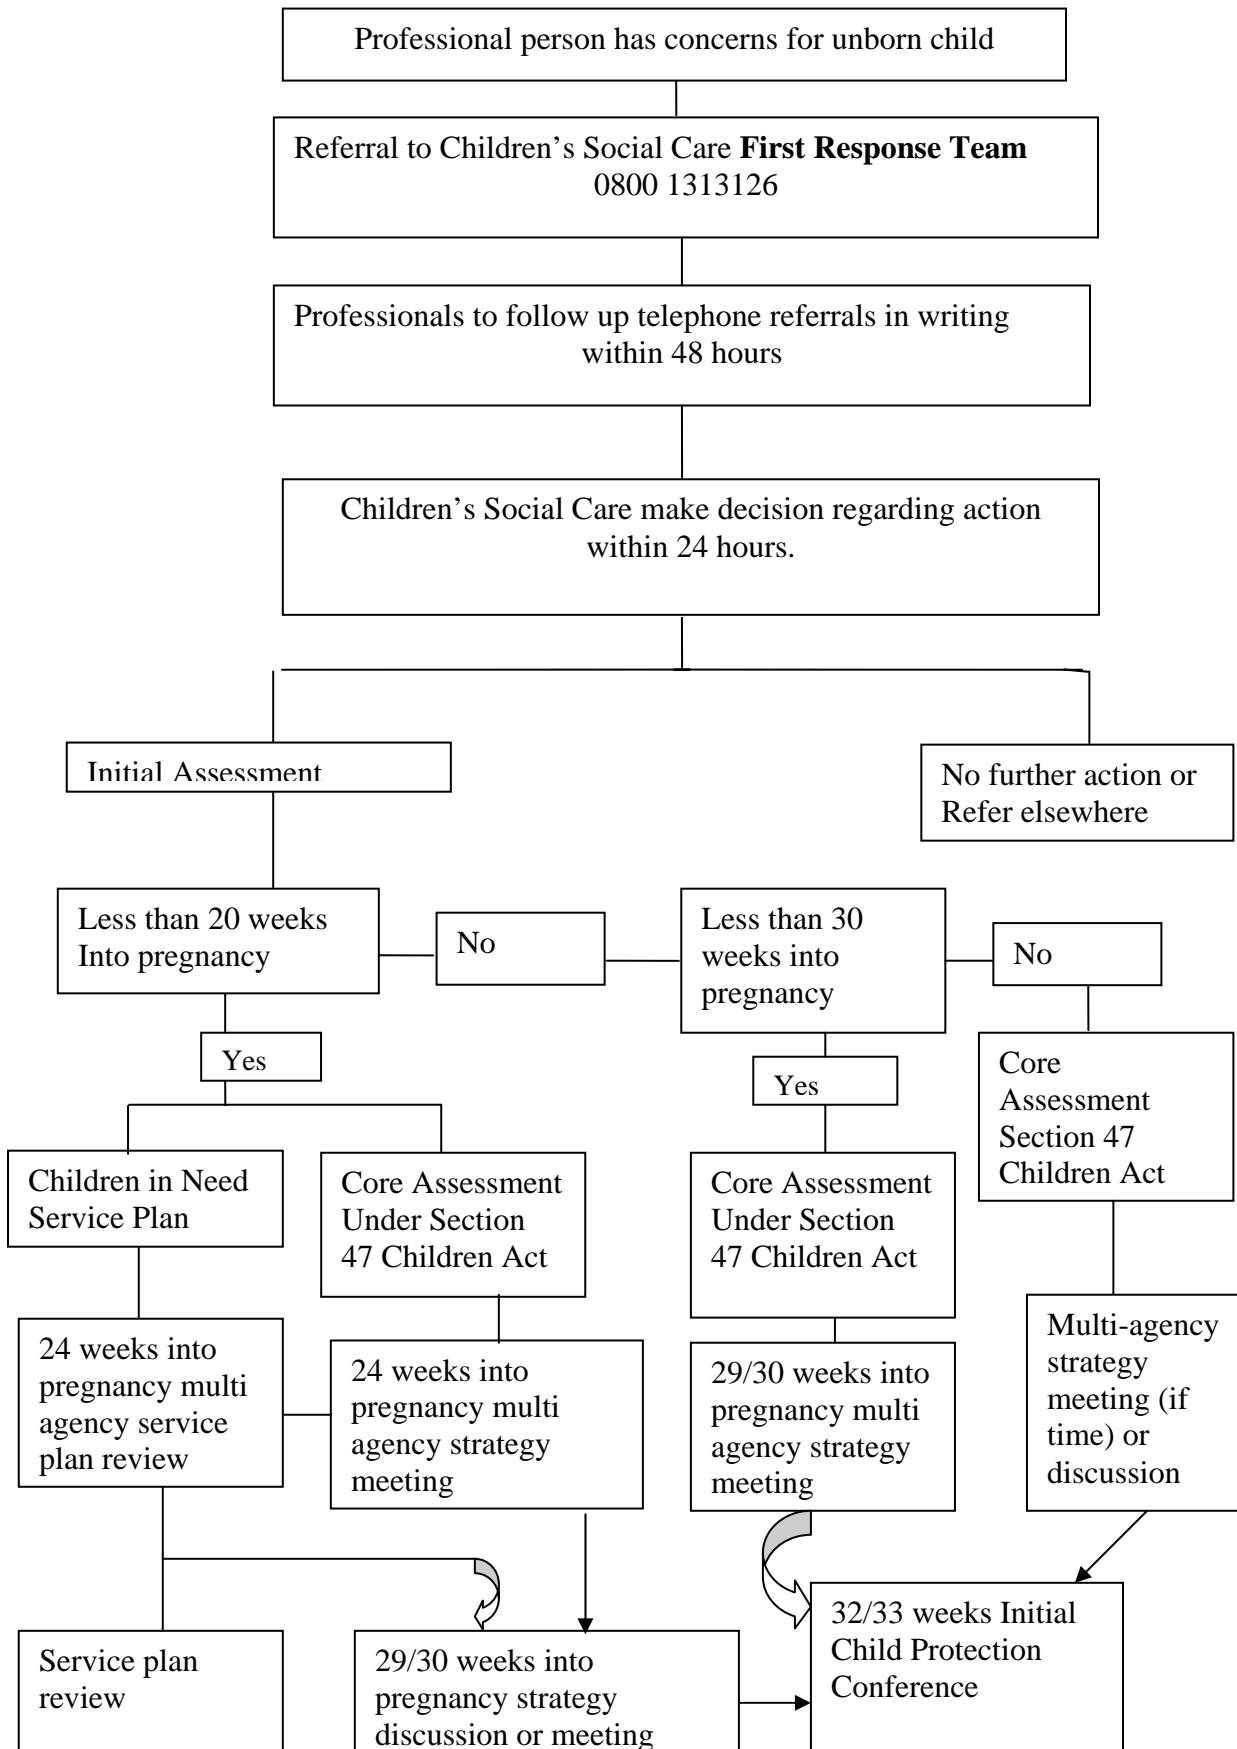 Professional person has concerns for unborn child
Referral to Children’s Social Care First Response Team
0800 1313126
Professionals to follow up telephone referrals in writing
within 48 hours
Children’s Social Care make decision regarding action
within 24 hours.
Initial Assessment
No further action or
Refer elsewhere
Less than 20 weeks
Into pregnancy
No
Less than 30
weeks into
pregnancy
No
Yes
Yes
Core
Assessment
Section 47
Children Act
Children in Need
Service Plan
Core Assessment
Under Section
47 Children Act
Core Assessment
Under Section
47 Children Act
24 weeks into
pregnancy multi
agency service
plan review
24 weeks into
pregnancy multi
agency strategy
meeting
29/30 weeks into
pregnancy multi
agency strategy
meeting
Multi-agency
strategy
meeting (if
time) or
discussion
Service plan
review
29/30 weeks into
pregnancy strategy
discussion or meeting
32/33 weeks Initial
Child Protection
Conference